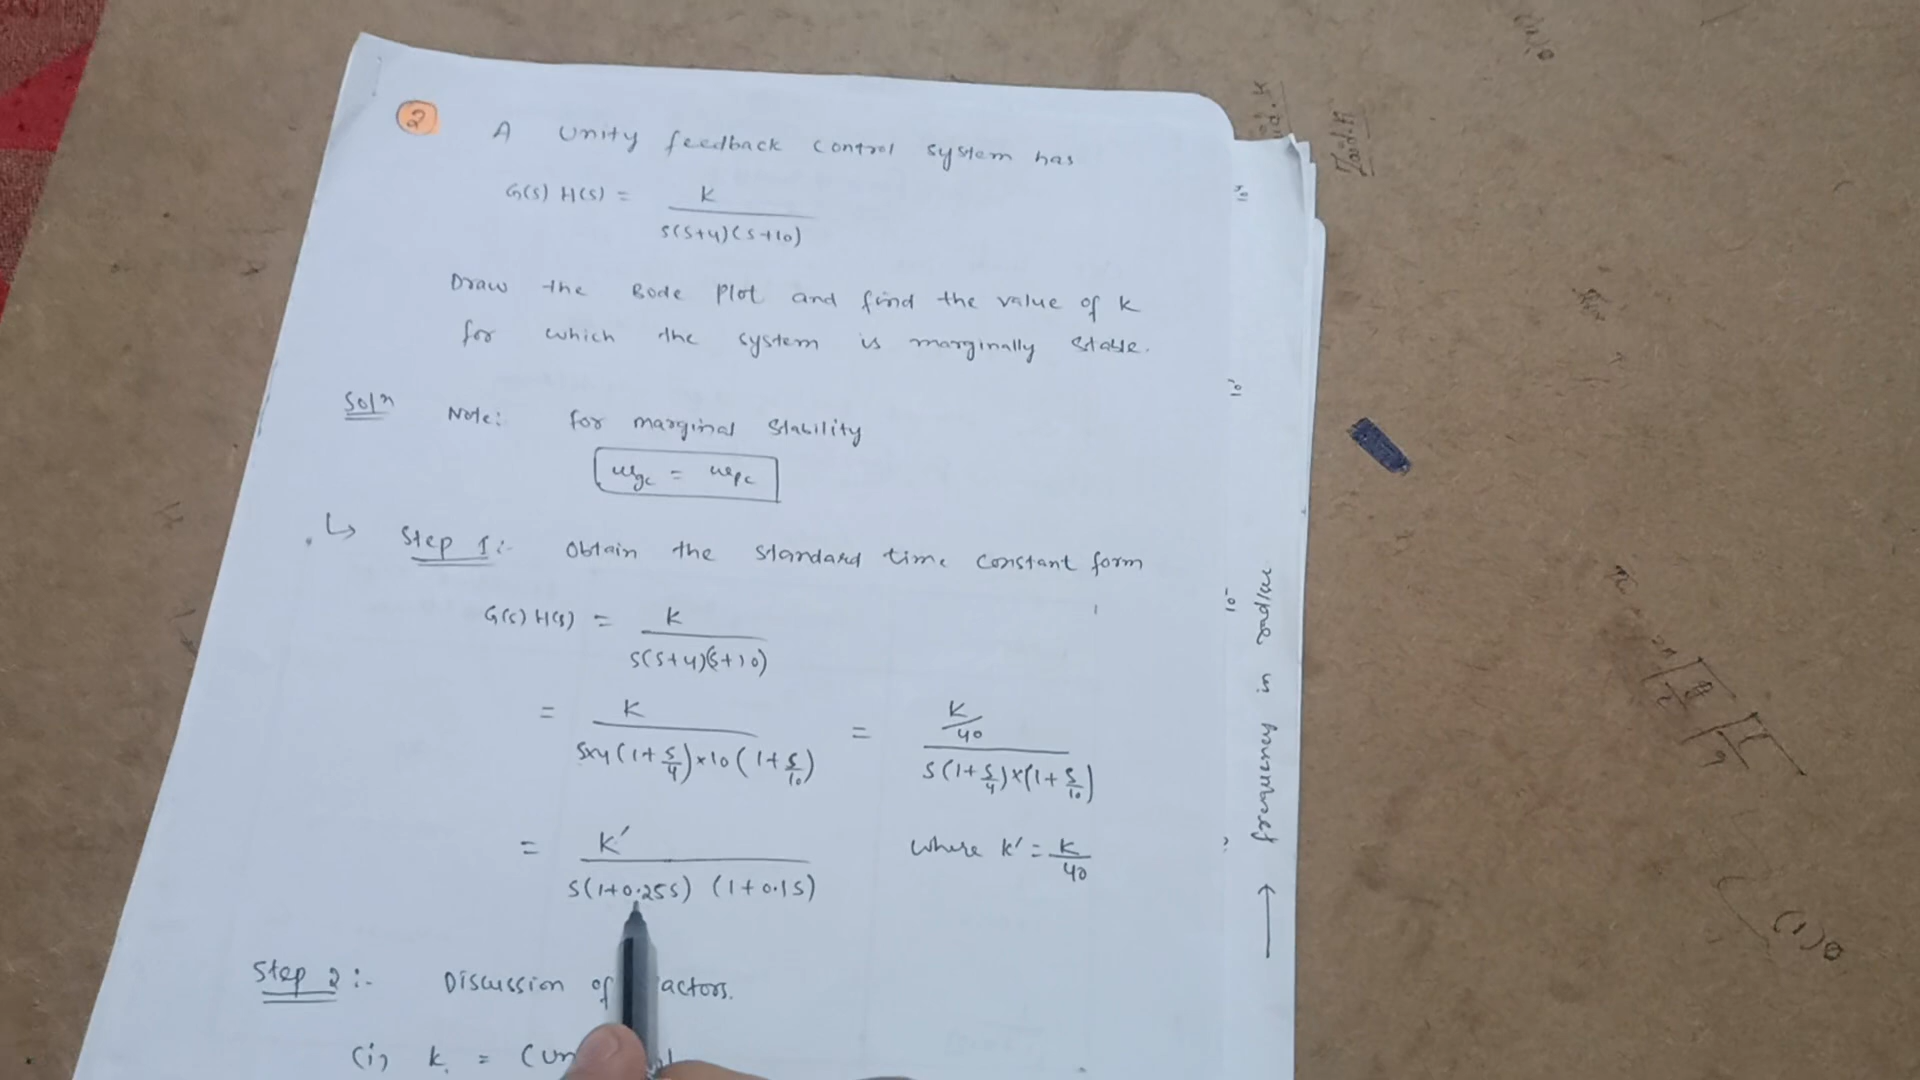 2
A unity feedback control system has
G(s) H(s) = K
s(s+4)(s+10)
Draw the Bode Plot and find the value of K
for which the system is marginally stable.
Solⁿ Note: for marginal Stability
ωgc = ωpc
↳ Step 1:- Obtain the standard time constant form
G(s) H(s) = K
s(s+4)(s+10)
= K = K/40
s×4(1+s/4)×10(1+s/10) s(1+s/4)×(1+s/10)
= K′ where K′ = K/40
s(1+0.25s) (1+0.1s)
Step 2:- Discussion of actors.
(i) K =
→ frequency in rad/sec
Zaid.A